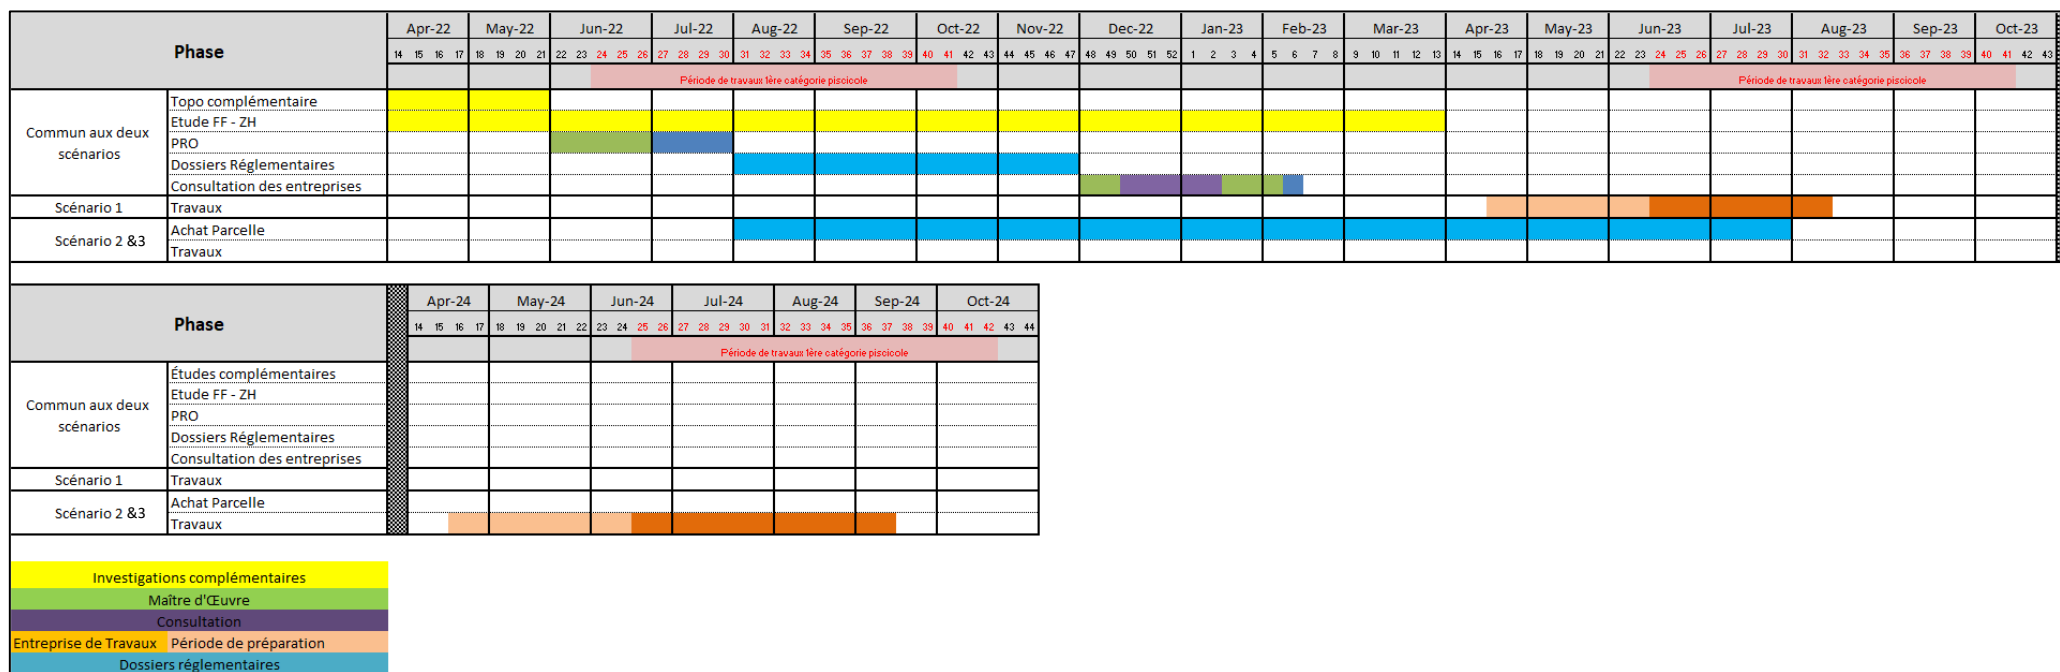 Phase
Apr-22 May-22 Jun-22 Jul-22 Aug-22 Sep-22 Oct-22 Nov-22 Dec-22 Jan-23 Feb-23 Mar-23 Apr-23 May-23 Jun-23 Jul-23 Aug-23 Sep-23 Oct-23
14 15 16 17 18 19 20 21 22 23 24 25 26 27 28 29 30 31 32 33 34 35 36 37 38 39 40 41 42 43 44 45 46 47 48 49 50 51 52 1 2 3 4 5 6 7 8 9 10 11 12 13 14 15 16 17 18 19 20 21 22 23 24 25 26 27 28 29 30 31 32 33 34 35 36 37 38 39 40 41 42 43
Période de travaux 1ère catégorie piscicole Période de travaux 1ère catégorie piscicole
Commun aux deux scénarios
Topo complémentaire
Etude FF - ZH
PRO
Dossiers Réglementaires
Consultation des entreprises
Scénario 1 Travaux
Scénario 2 &3
Achat Parcelle
Travaux
Phase
Apr-24 May-24 Jun-24 Jul-24 Aug-24 Sep-24 Oct-24
14 15 16 17 18 19 20 21 22 23 24 25 26 27 28 29 30 31 32 33 34 35 36 37 38 39 40 41 42 43 44
Période de travaux 1ère catégorie piscicole
Commun aux deux scénarios
Études complémentaires
Etude FF - ZH
PRO
Dossiers Réglementaires
Consultation des entreprises
Scénario 1 Travaux
Scénario 2 &3
Achat Parcelle
Travaux
Investigations complémentaires
Maître d'Œuvre
Consultation
Entreprise de Travaux Période de préparation
Dossiers réglementaires